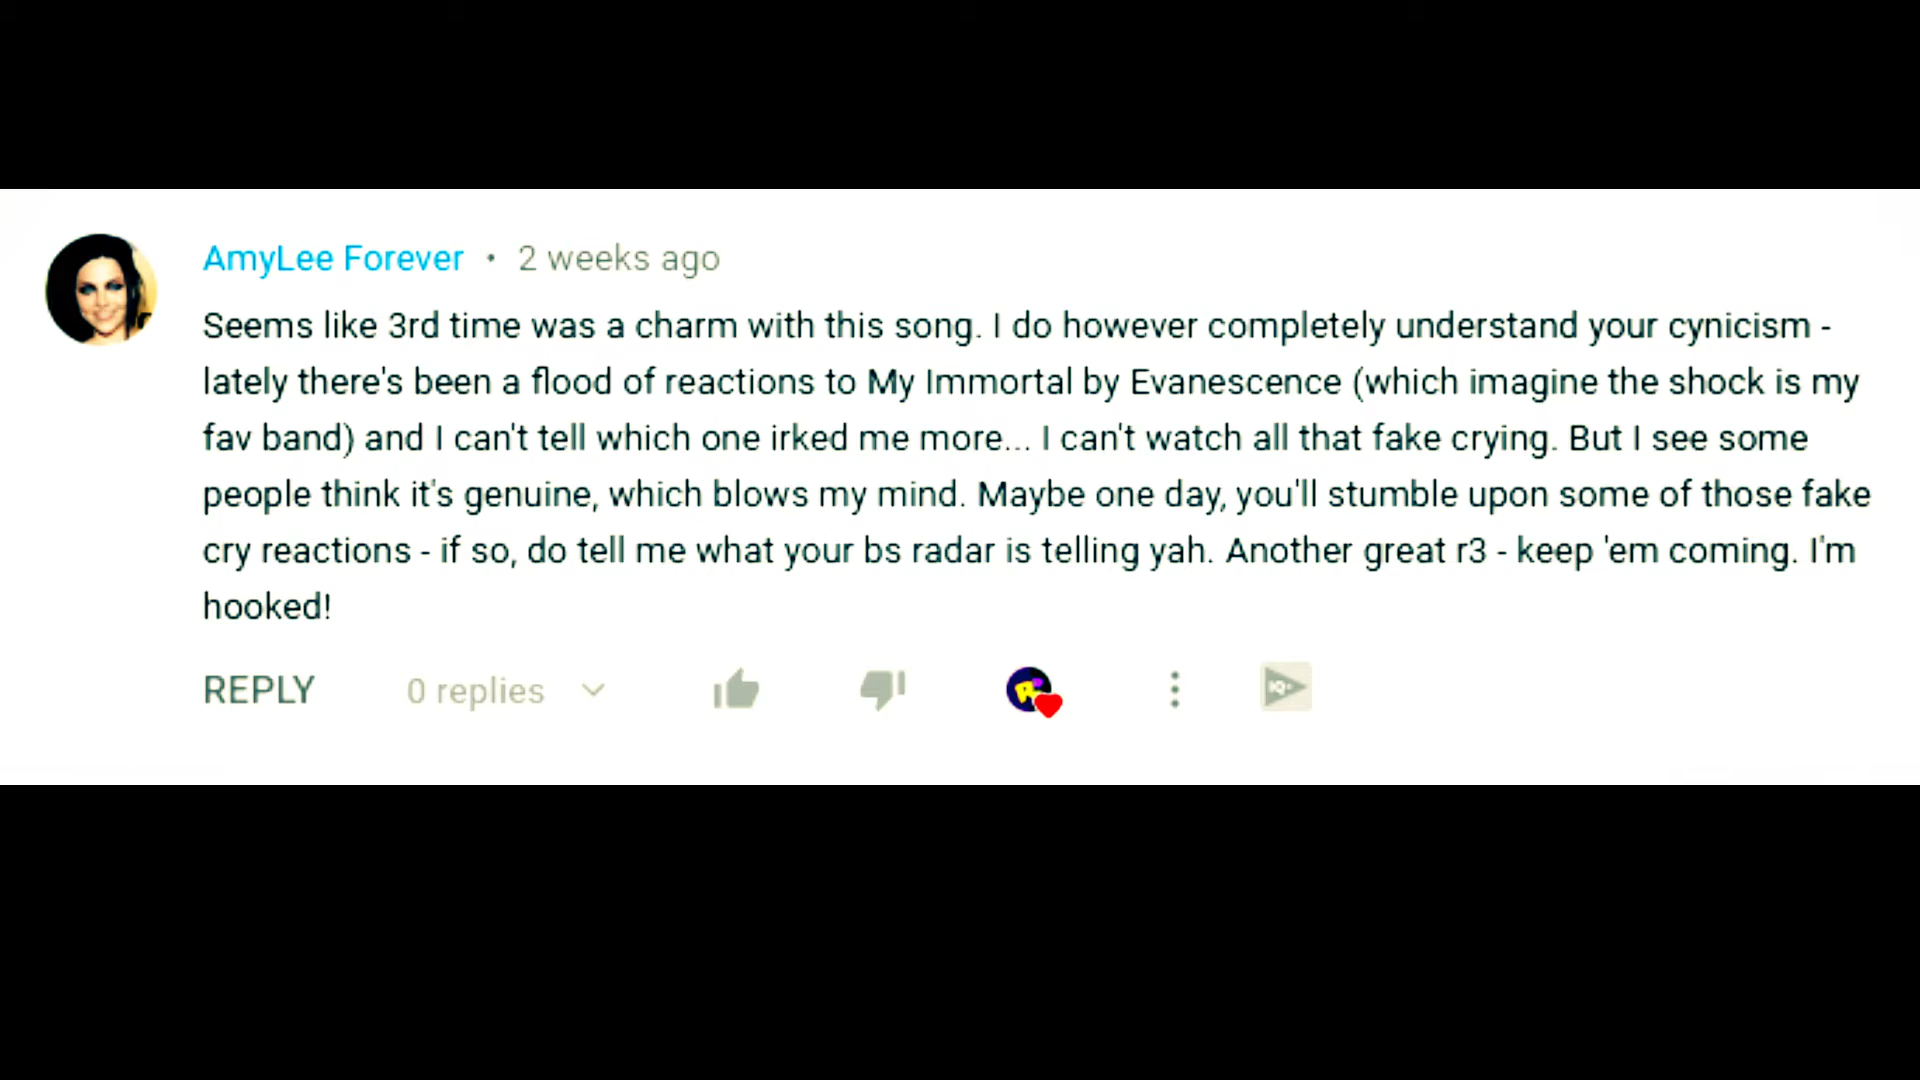 AmyLee Forever • 2 weeks ago
Seems like 3rd time was a charm with this song. I do however completely understand your cynicism -
lately there's been a flood of reactions to My Immortal by Evanescence (which imagine the shock is my
fav band) and I can't tell which one irked me more... I can't watch all that fake crying. But I see some
people think it's genuine, which blows my mind. Maybe one day, you'll stumble upon some of those fake
cry reactions - if so, do tell me what your bs radar is telling yah. Another great r3 - keep 'em coming. I'm
hooked!
REPLY 0 replies